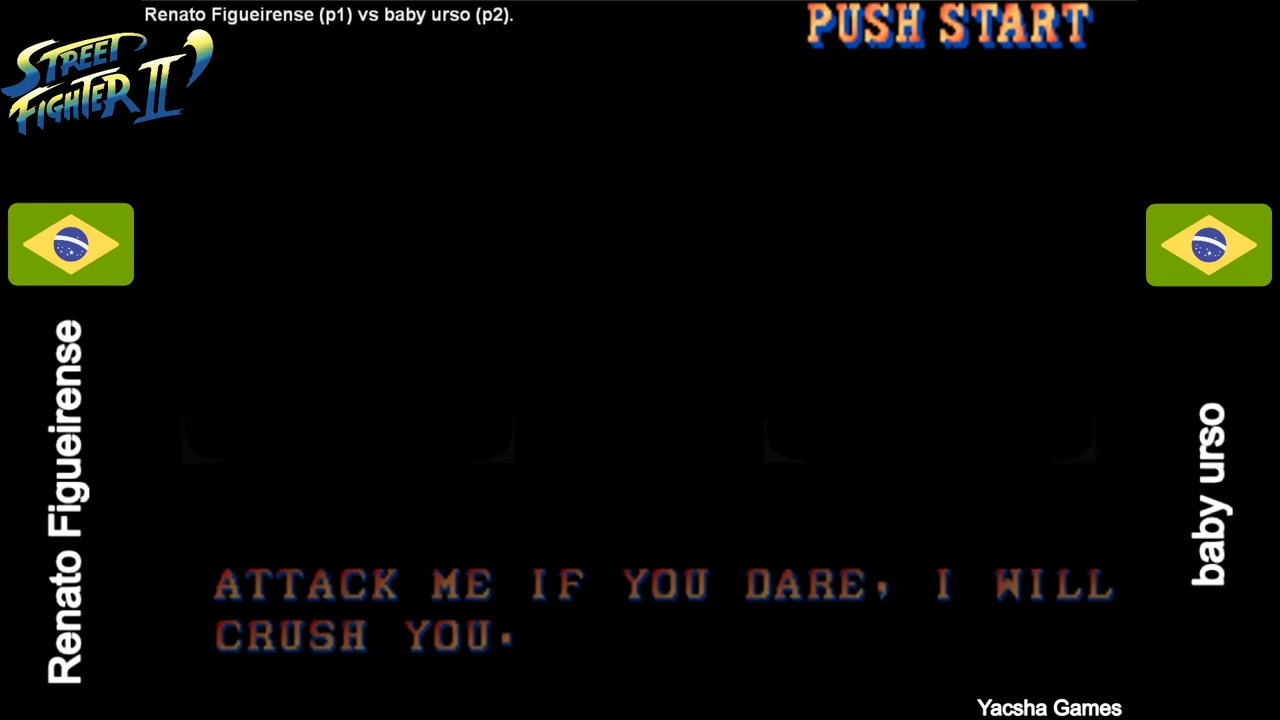 Renato Figueirense (p1) vs baby urso (p2).
PUSH START
STREET
FIGHTER II'
Renato Figueirense
baby urso
ATTACK ME IF YOU DARE, I WILL
CRUSH YOU.
Yacsha Games